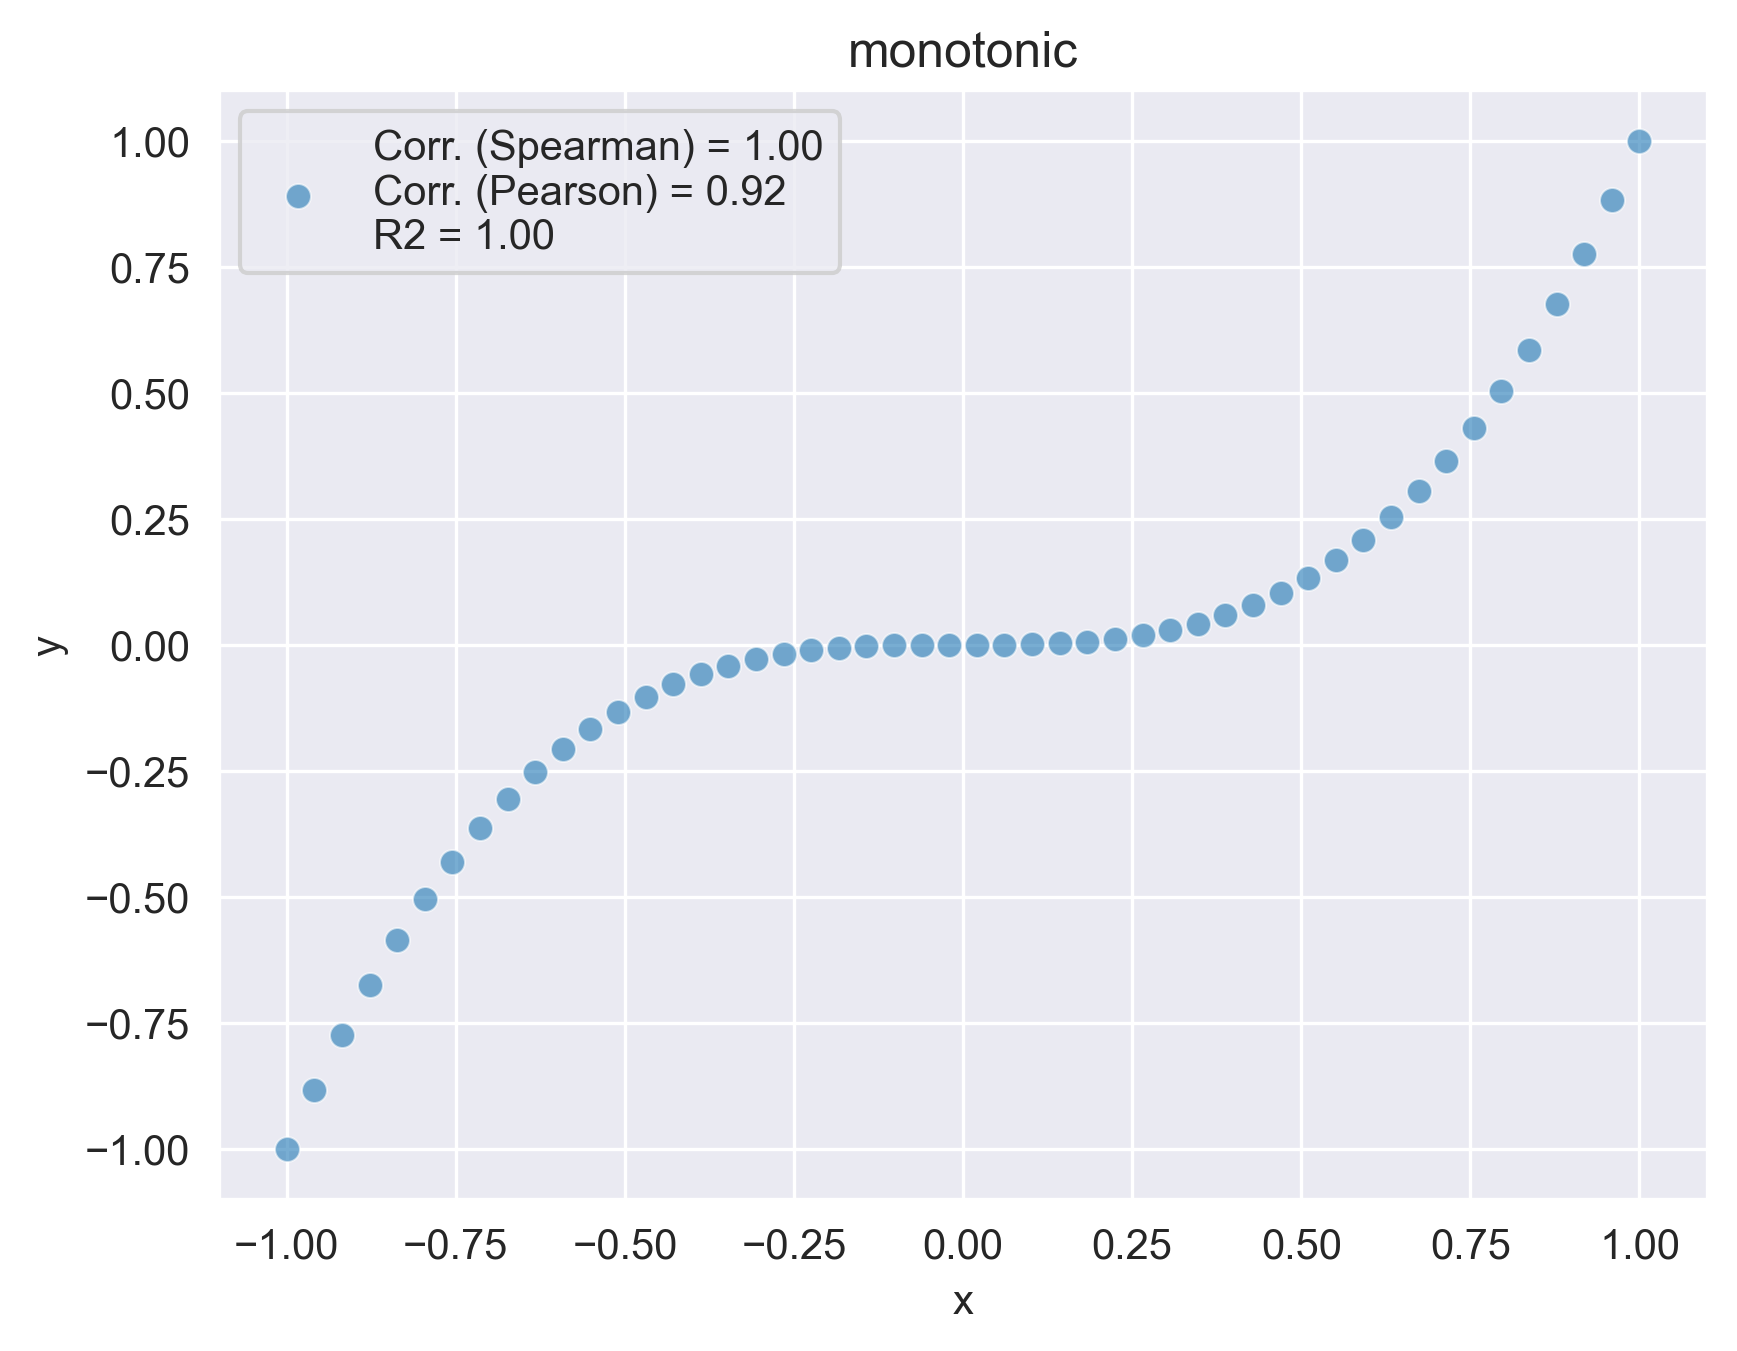 monotonic
Corr. (Spearman) = 1.00
Corr. (Pearson) = 0.92
R2 = 1.00
1.00
0.75
0.50
0.25
0.00
−0.25
−0.50
−0.75
−1.00
y
−1.00 −0.75 −0.50 −0.25 0.00 0.25 0.50 0.75 1.00
x